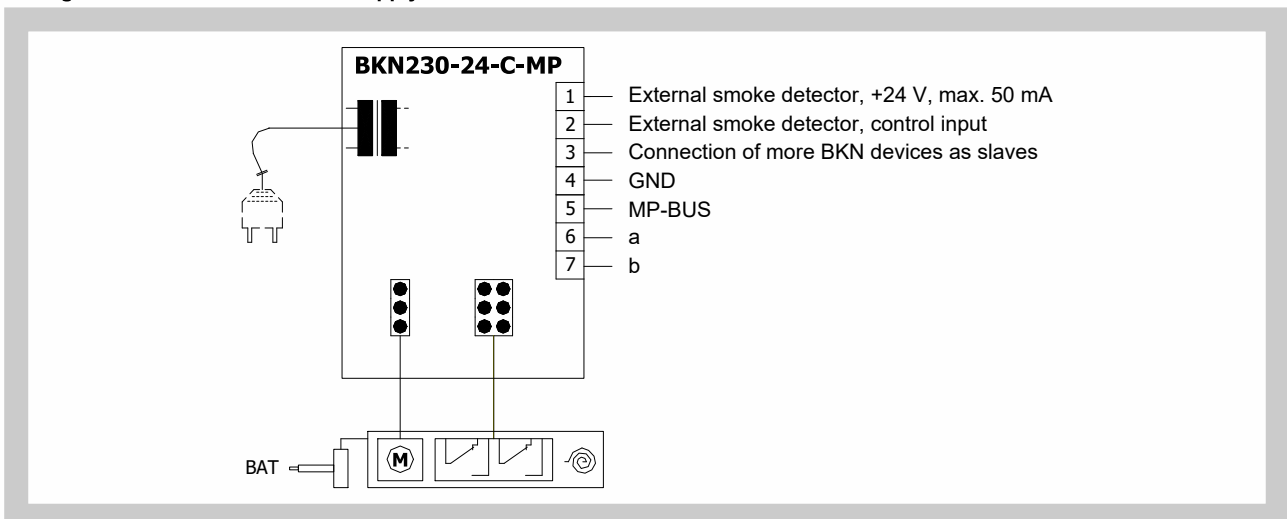 BKN230-24-C-MP
1 External smoke detector, +24 V, max. 50 mA
2 External smoke detector, control input
3 Connection of more BKN devices as slaves
4 GND
5 MP-BUS
6 a
7 b
M
BAT